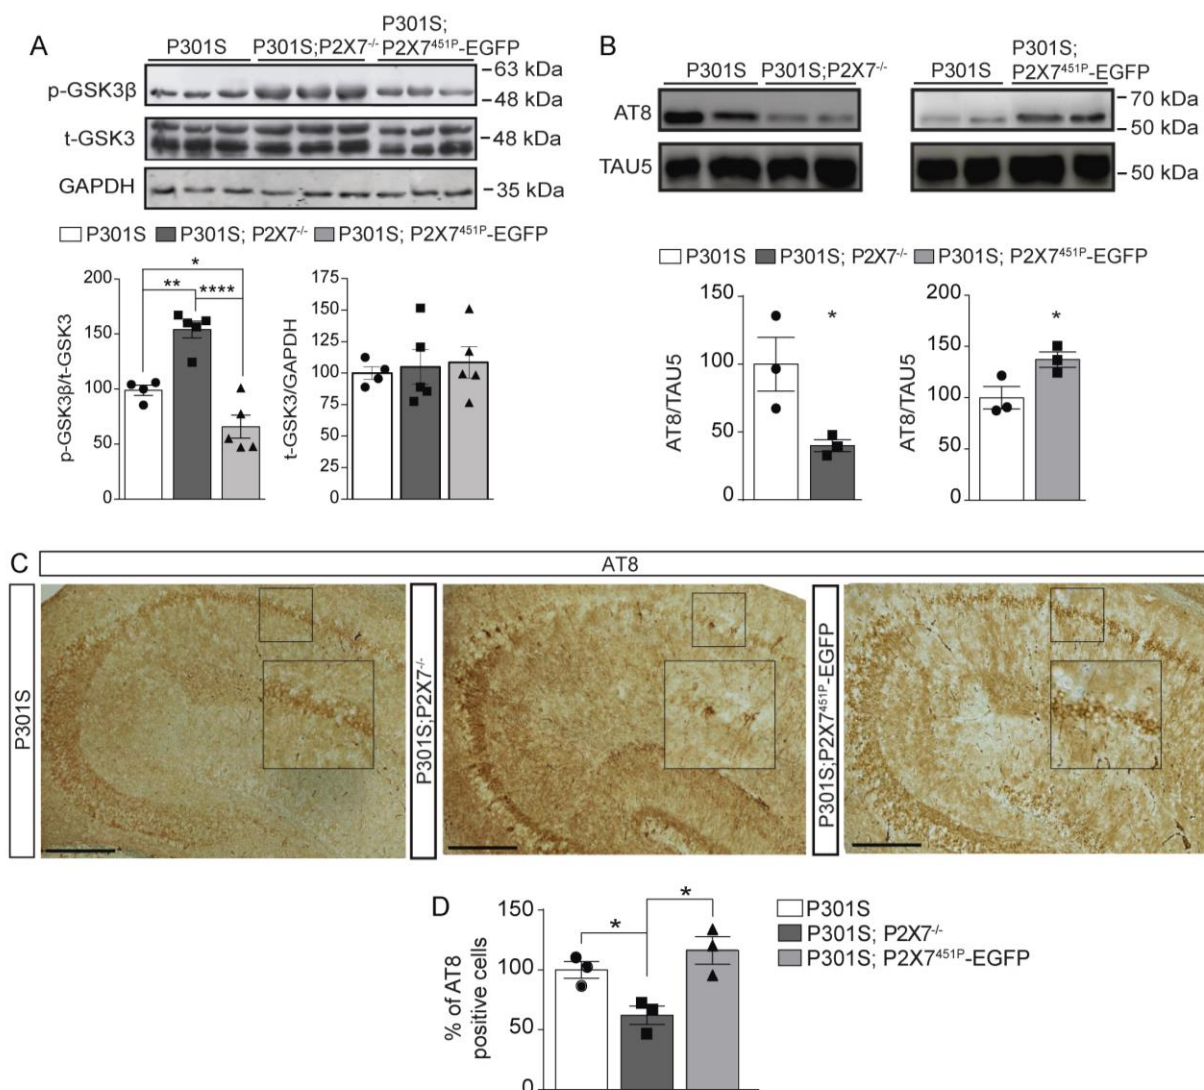 A
P301S P301S;P2X7-/- P301S;
P2X7451P-EGFP
p-GSK3β
63 kDa
48 kDa
t-GSK3
48 kDa
GAPDH
35 kDa
P301S P301S; P2X7-/- P301S; P2X7451P-EGFP
p-GSK3β/t-GSK3
200
150
100
50
0
*
** ****
t-GSK3/GAPDH
175
150
125
100
75
50
25
0
B
P301S P301S;P2X7-/-
P301S P301S;
P2X7451P-EGFP
AT8
70 kDa
50 kDa
TAU5
50 kDa
P301S P301S; P2X7-/- P301S; P2X7451P-EGFP
AT8/TAU5
150
100
50
0
*
AT8/TAU5
200
150
100
50
0
*
C
AT8
P301S
P301S;P2X7-/-
P301S;P2X7451P-EGFP
D
% of AT8
positive cells
150
100
50
0
*
*
P301S
P301S; P2X7-/-
P301S; P2X7451P-EGFP